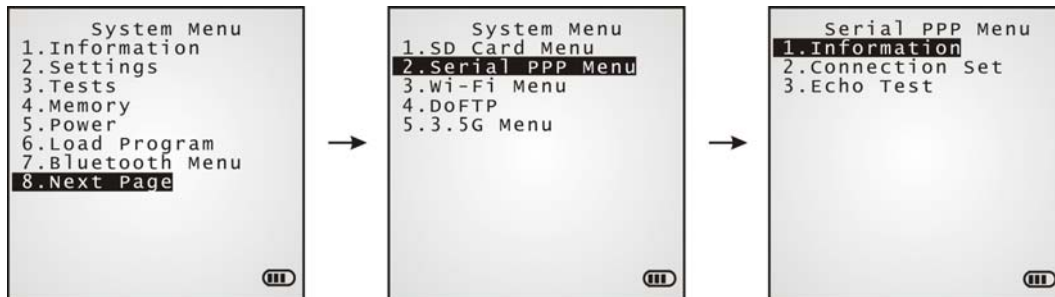 System Menu
1.Information
2.Settings
3.Tests
4.Memory
5.Power
6.Load Program
7.Bluetooth Menu
8.Next Page
System Menu
1.SD Card Menu
2.Serial PPP Menu
3.Wi-Fi Menu
4.DoFTP
5.3.5G Menu
Serial PPP Menu
1.Information
2.Connection Set
3.Echo Test